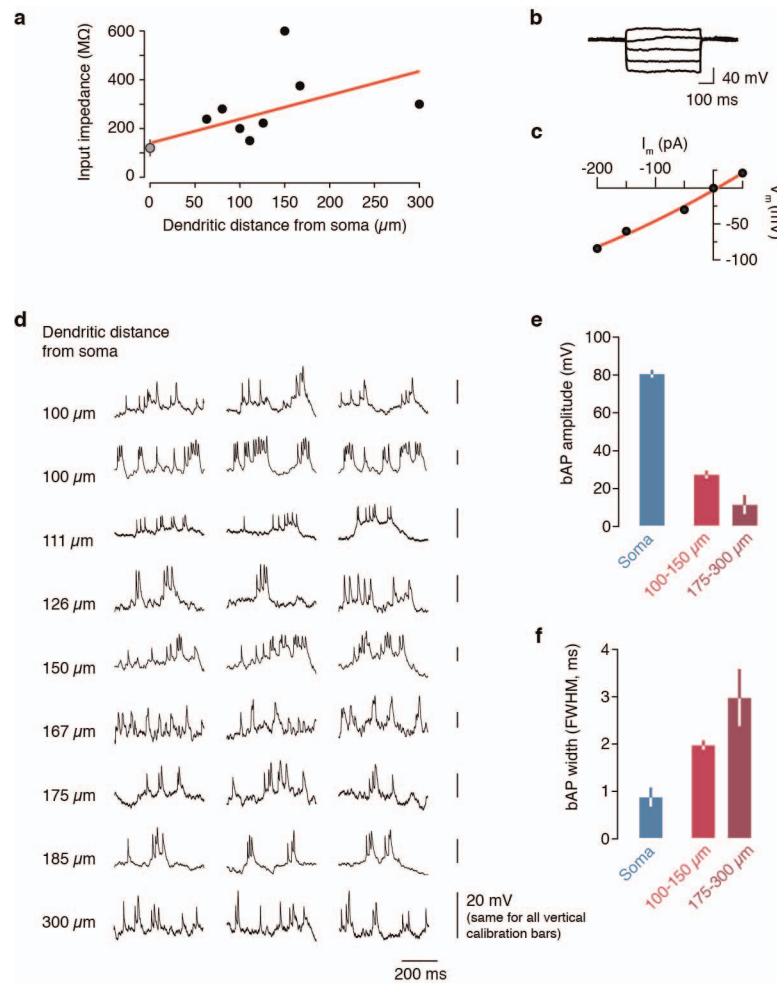 a
Input impedance (MΩ)
600
400
200
0
0
50
100
150
200
250
300
Dendritic distance from soma (µm)
b
40 mV
100 ms
c
I_m (pA)
-200
-100
-50
-100
V_m (mV)
d
Dendritic distance
from soma
100 µm
100 µm
111 µm
126 µm
150 µm
167 µm
175 µm
185 µm
300 µm
20 mV
(same for all vertical
calibration bars)
200 ms
e
bAP amplitude (mV)
100
80
60
40
20
0
Soma
100-150 µm
175-300 µm
f
bAP width (FWHM, ms)
4
3
2
1
0
Soma
100-150 µm
175-300 µm